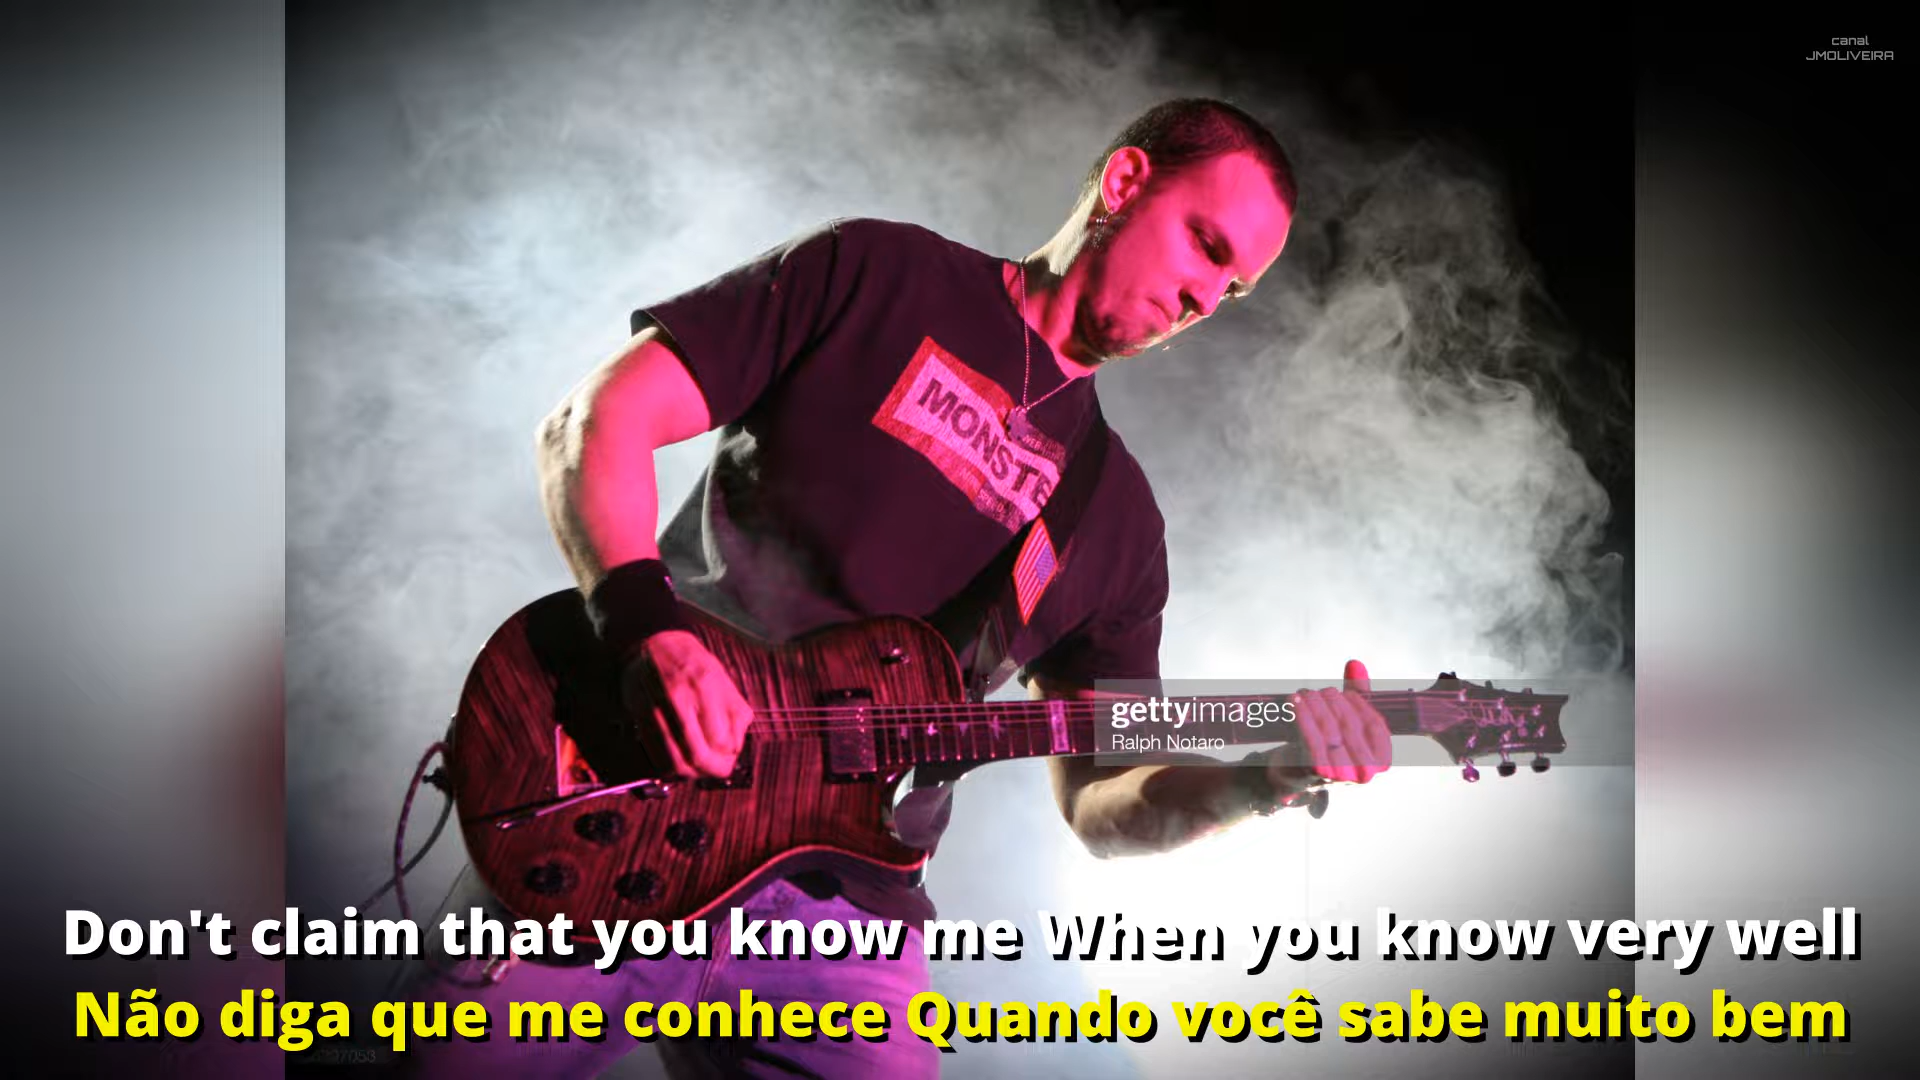 canal
JMOLIVEIRA
MONSTE
gettyimages
Ralph Notaro
Don't claim that you know me When you know very well
Não diga que me conhece Quando você sabe muito bem